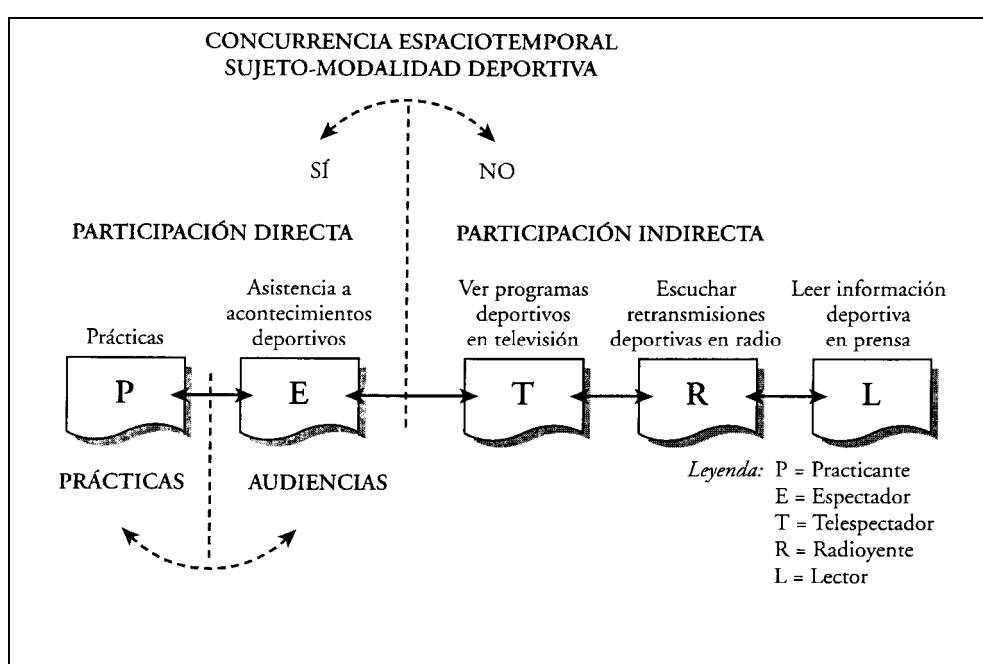 CONCURRENCIA ESPACIOTEMPORAL
SUJETO-MODALIDAD DEPORTIVA
SÍ
NO
PARTICIPACIÓN DIRECTA
PARTICIPACIÓN INDIRECTA
Prácticas
Asistencia a
acontecimientos
deportivos
Ver programas
deportivos
en televisión
Escuchar
retransmisiones
deportivas en radio
Leer información
deportiva
en prensa
P
E
T
R
L
PRÁCTICAS
AUDIENCIAS
Leyenda: P = Practicante
E = Espectador
T = Telespectador
R = Radioyente
L = Lector